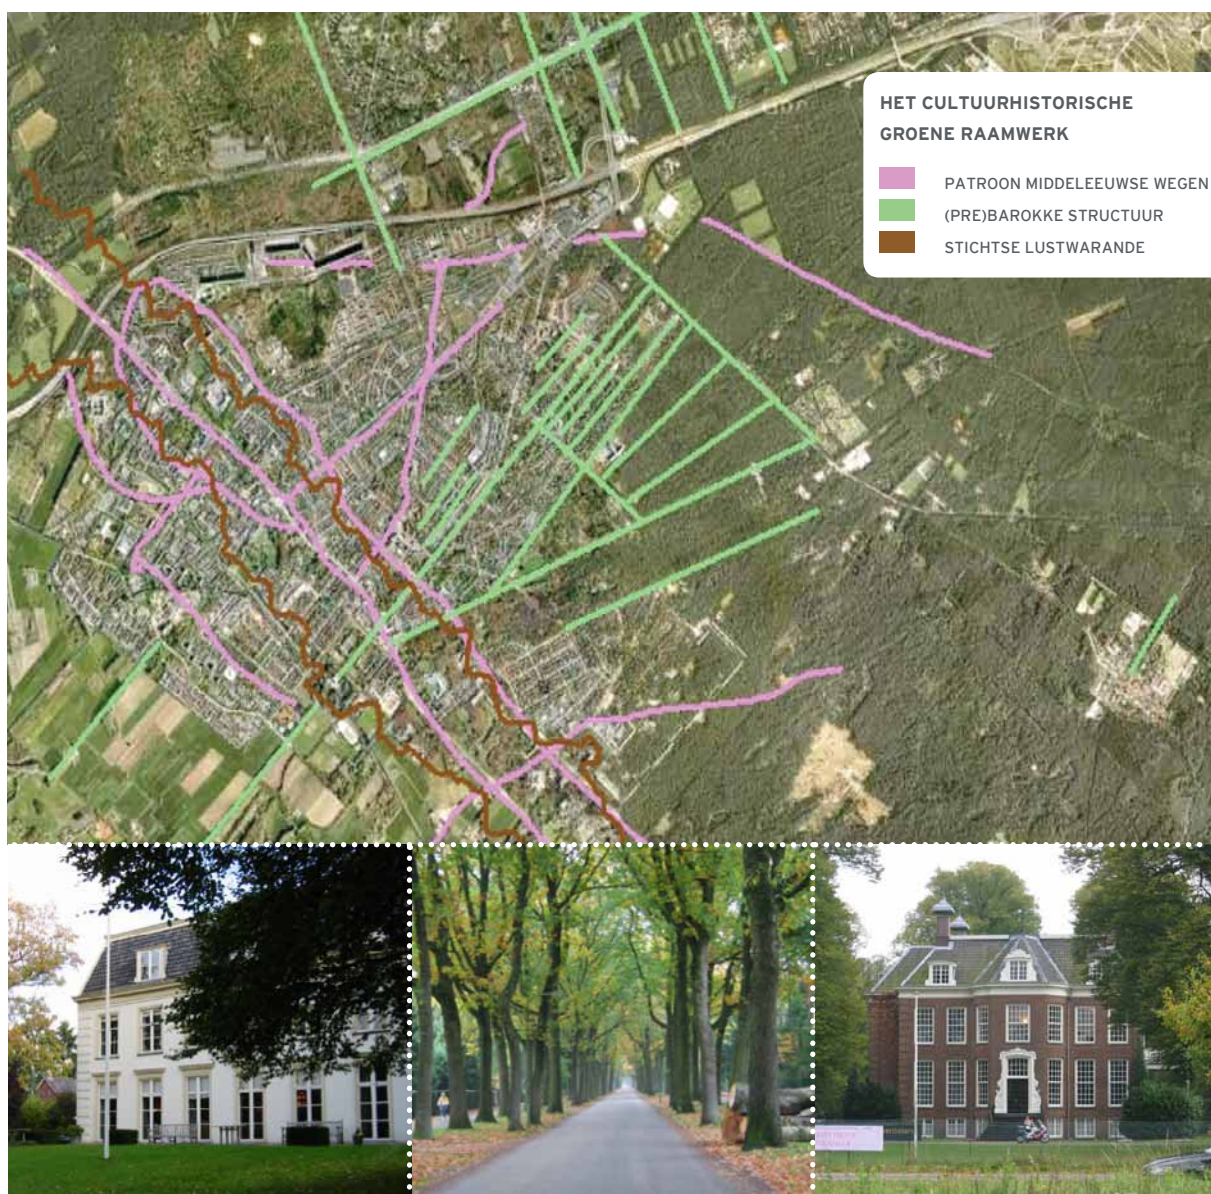 HET CULTUURHISTORISCHE
GROENE RAAMWERK
PATROON MIDDELEEUWSE WEGEN
(PRE)BAROKKE STRUCTUUR
STICHTSE LUSTWARANDE